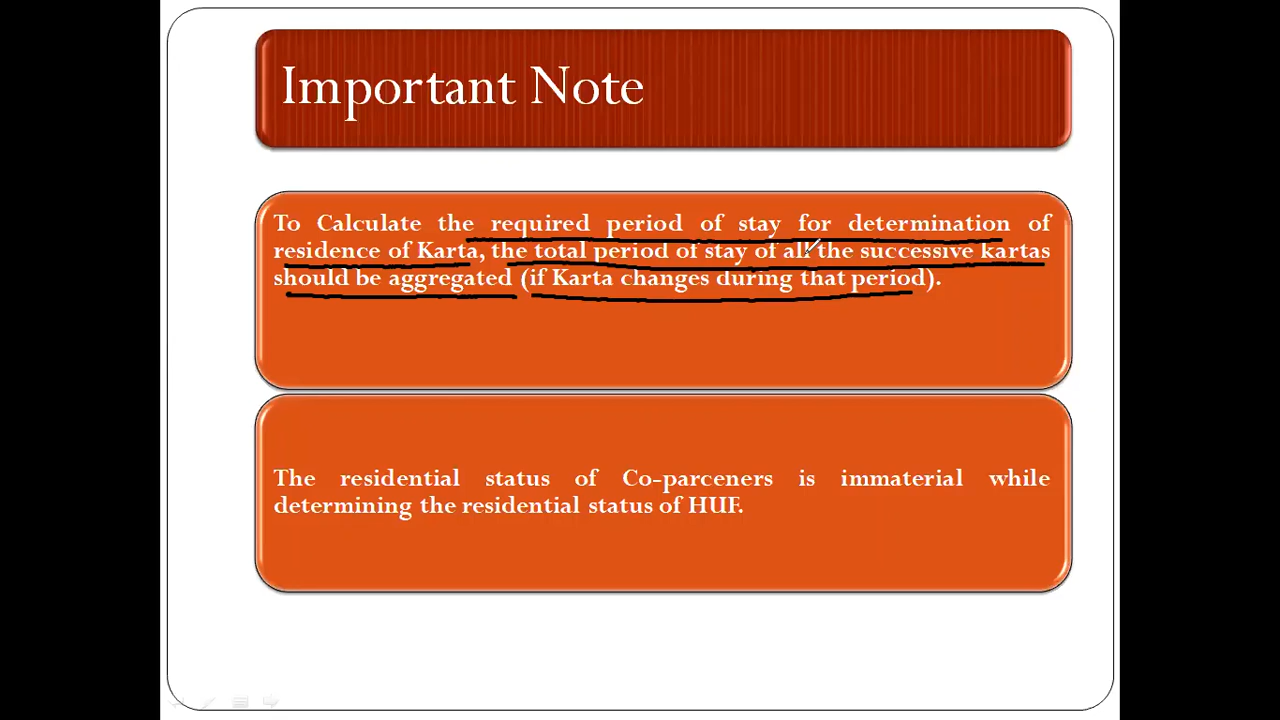 Important Note
To Calculate the required period of stay for determination of
residence of Karta, the total period of stay of all the successive kartas
should be aggregated (if Karta changes during that period).
The residential status of Co-parceners is immaterial while
determining the residential status of HUF.